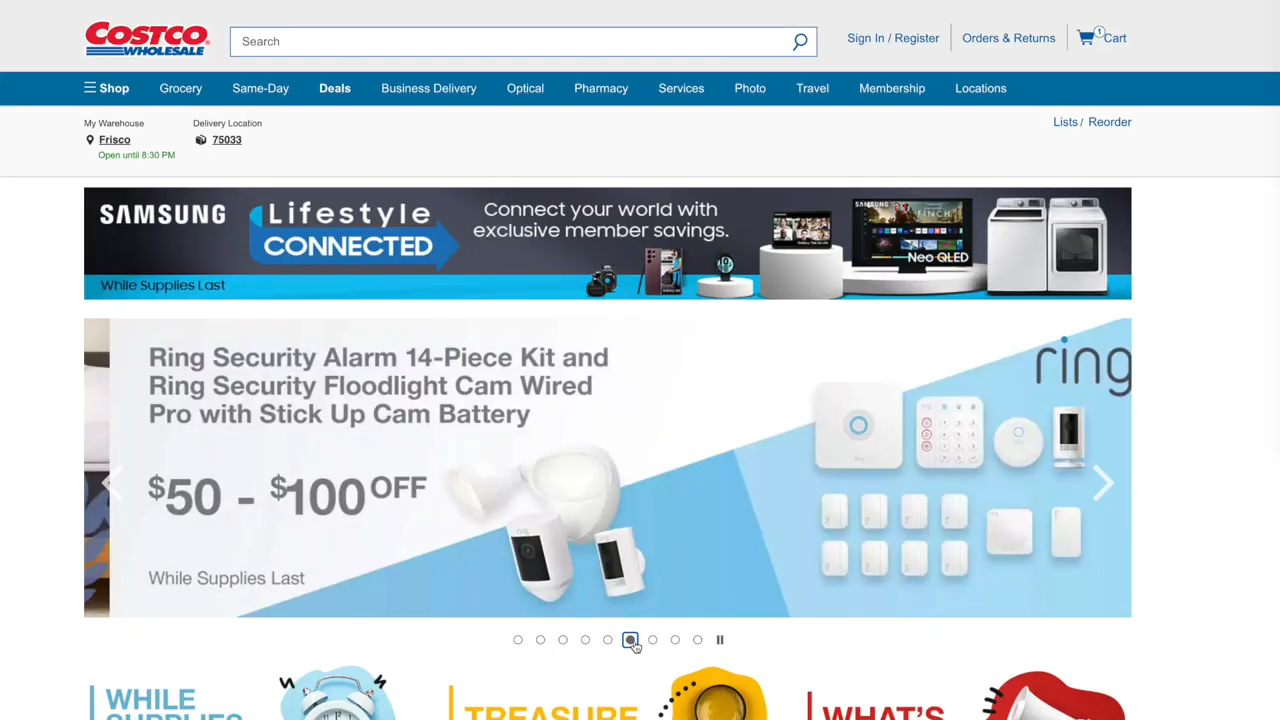 COSTCO
WHOLESALE
Search
Sign In / Register
Orders & Returns
1
Cart
Shop
Grocery
Same-Day
Deals
Business Delivery
Optical
Pharmacy
Services
Photo
Travel
Membership
Locations
My Warehouse
Delivery Location
Frisco
75033
Open until 8:30 PM
Lists / Reorder
SAMSUNG
Lifestyle
CONNECTED
Connect your world with
exclusive member savings.
While Supplies Last
SAMSUNG
FINCH
Neo QLED
Ring Security Alarm 14-Piece Kit and
Ring Security Floodlight Cam Wired
Pro with Stick Up Cam Battery
$50 - $100 OFF
While Supplies Last
ring
ring
WHILE
SUPPLIES
TREASURE
WHAT'S